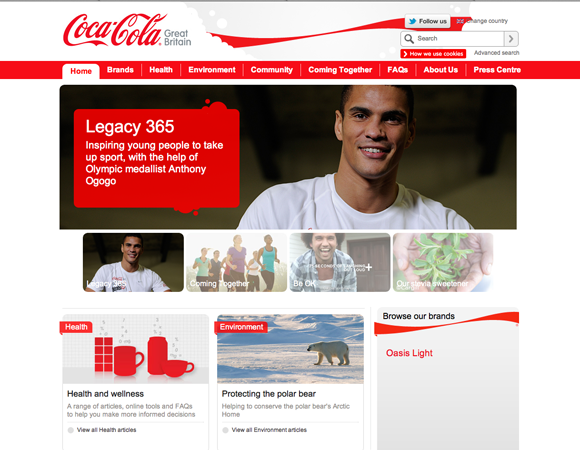 Coca-Cola Great
Britain
Follow us
change country
Search
How we use cookies
Advanced search
Home Brands Health Environment Community Coming Together FAQs About Us Press Centre
Legacy 365
Inspiring young people to take
up sport, with the help of
Olympic medallist Anthony
Ogogo
Legacy 365
Coming Together
Be OK
Our stevia sweetener
Health
Health and wellness
A range of articles, online tools and FAQs
to help you make more informed decisions
View all Health articles
Environment
Protecting the polar bear
Helping to conserve the polar bear's Arctic
Home
View all Environment articles
Browse our brands
Oasis Light